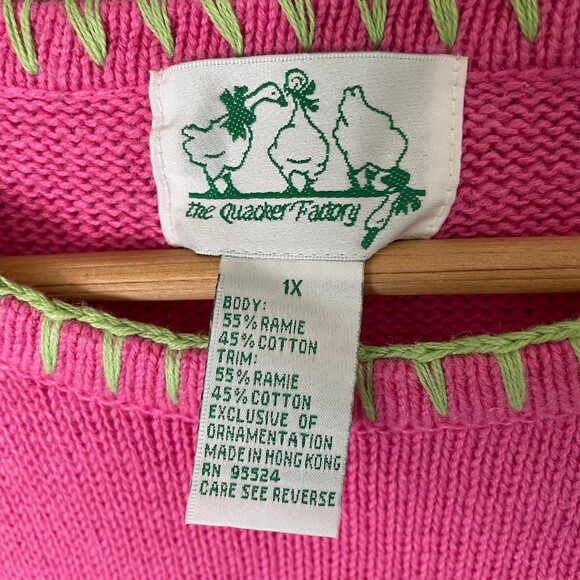 the Quacker Factory
1X
BODY:
55% RAMIE
45% COTTON
TRIM:
55% RAMIE
45% COTTON
EXCLUSIVE OF
ORNAMENTATION
MADE IN HONG KONG
RN 95524
CARE SEE REVERSE